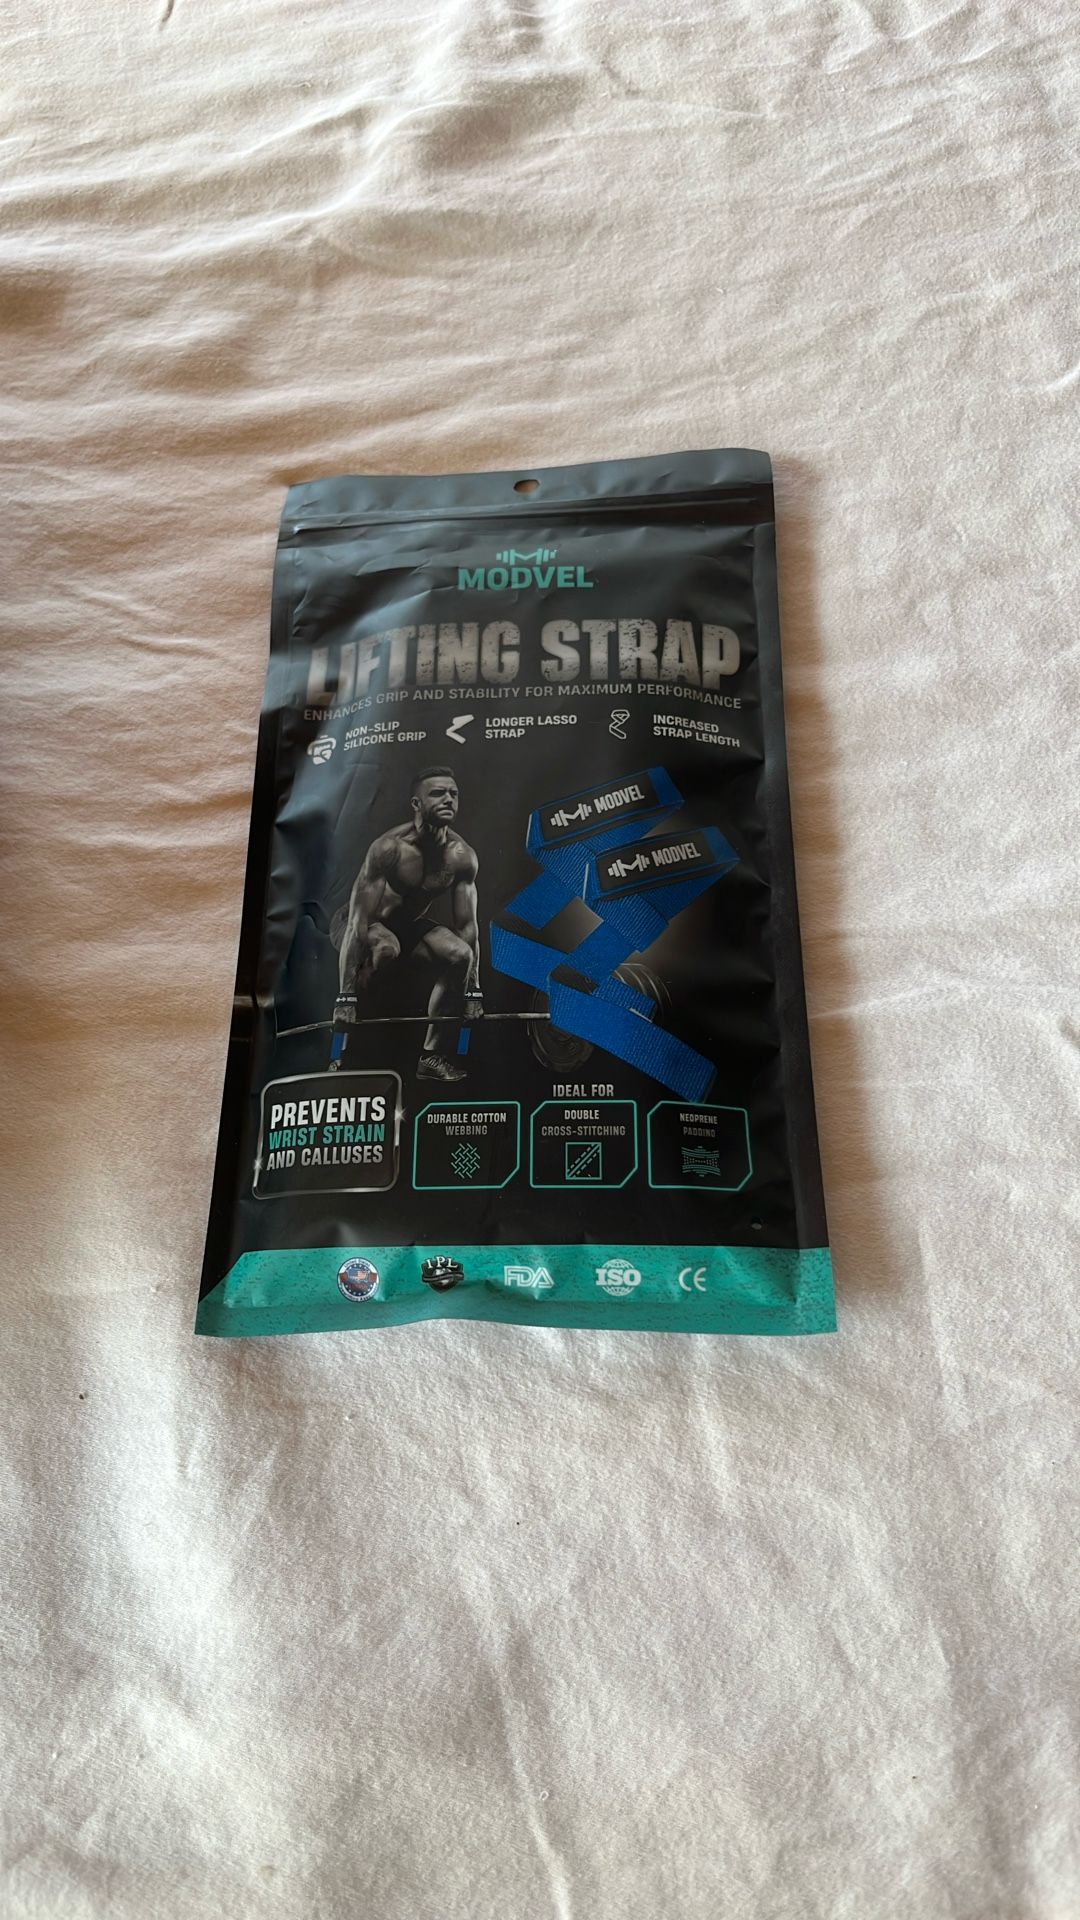 MODVEL
LIFTING STRAP
ENHANCES GRIP AND STABILITY FOR MAXIMUM PERFORMANCE
NON-SLIP
SILICONE GRIP
LONGER LASSO
STRAP
INCREASED
STRAP LENGTH
MODVEL
MODVEL
PREVENTS
WRIST STRAIN
AND CALLUSES
IDEAL FOR
DURABLE COTTON
WEBBING
DOUBLE
CROSS-STITCHING
NEOPRENE
PADDING
IPL
FDA
ISO
CE